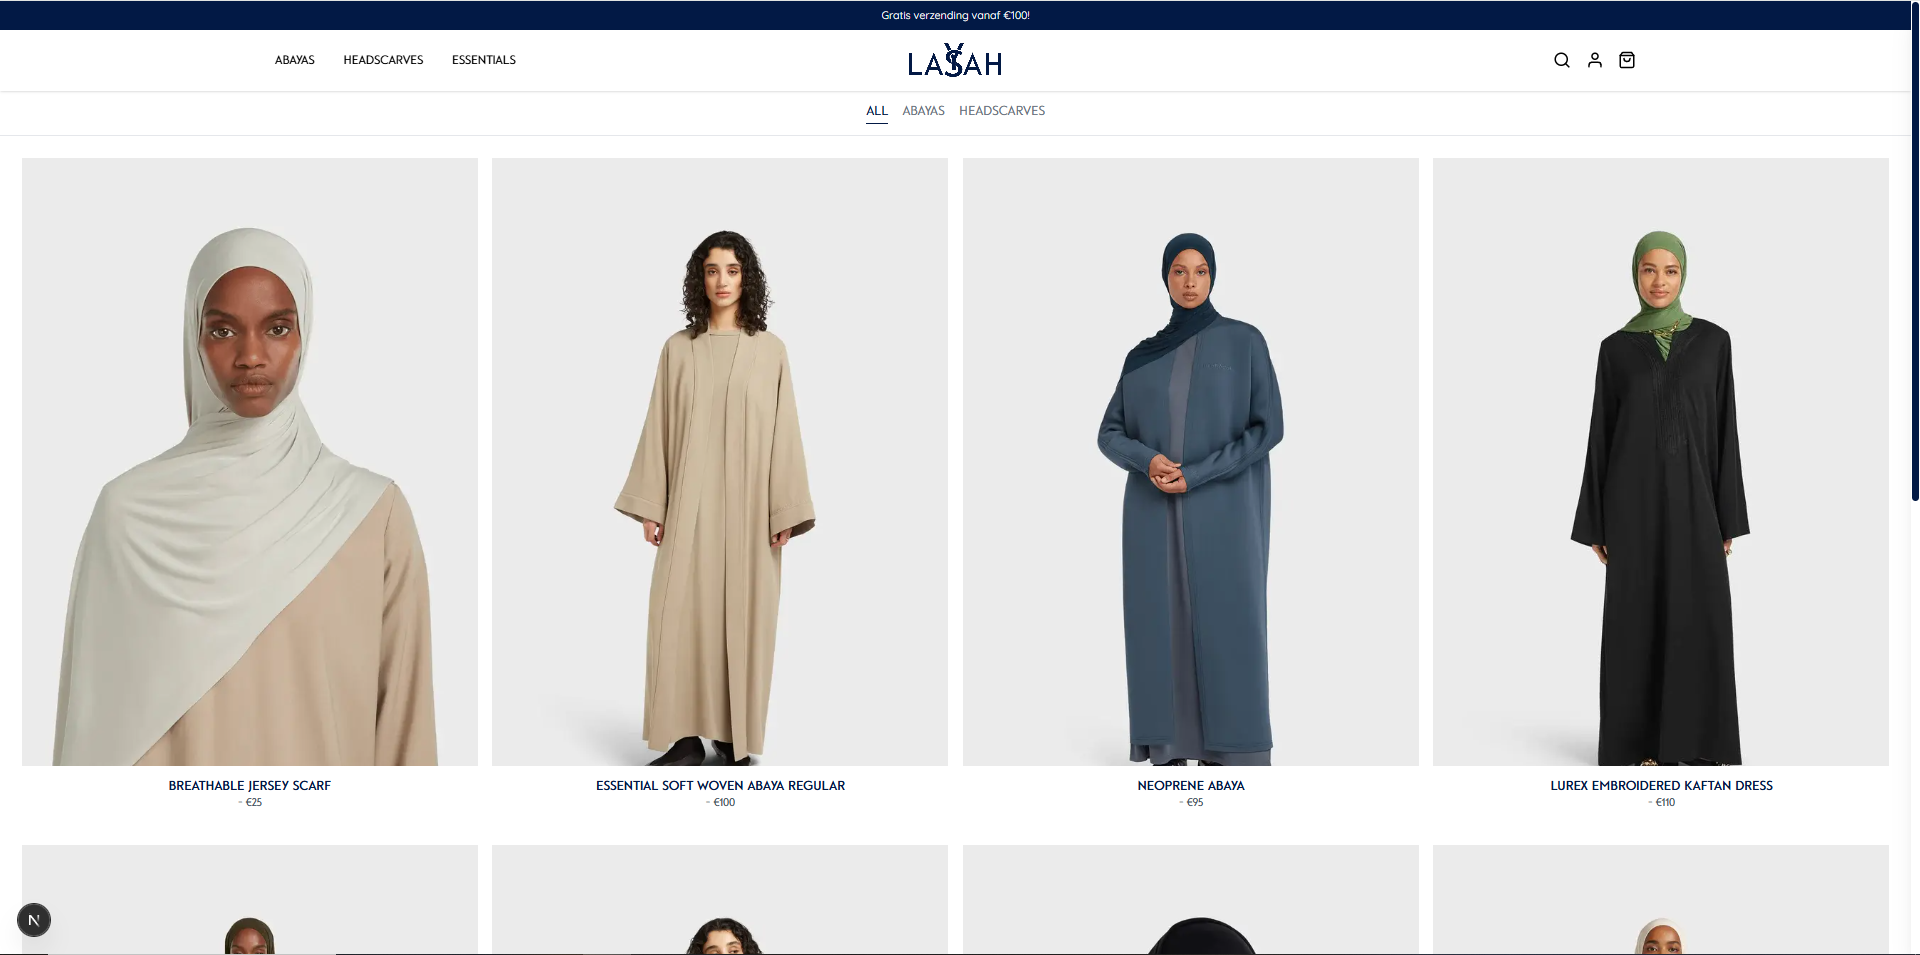 Gratis verzending vanaf €100!
ABAYAS HEADSCARVES ESSENTIALS
LAYSAH
ALL ABAYAS HEADSCARVES
BREATHABLE JERSEY SCARF
- €25
ESSENTIAL SOFT WOVEN ABAYA REGULAR
- €100
NEOPRENE ABAYA
- €95
LUREX EMBROIDERED KAFTAN DRESS
- €110
N